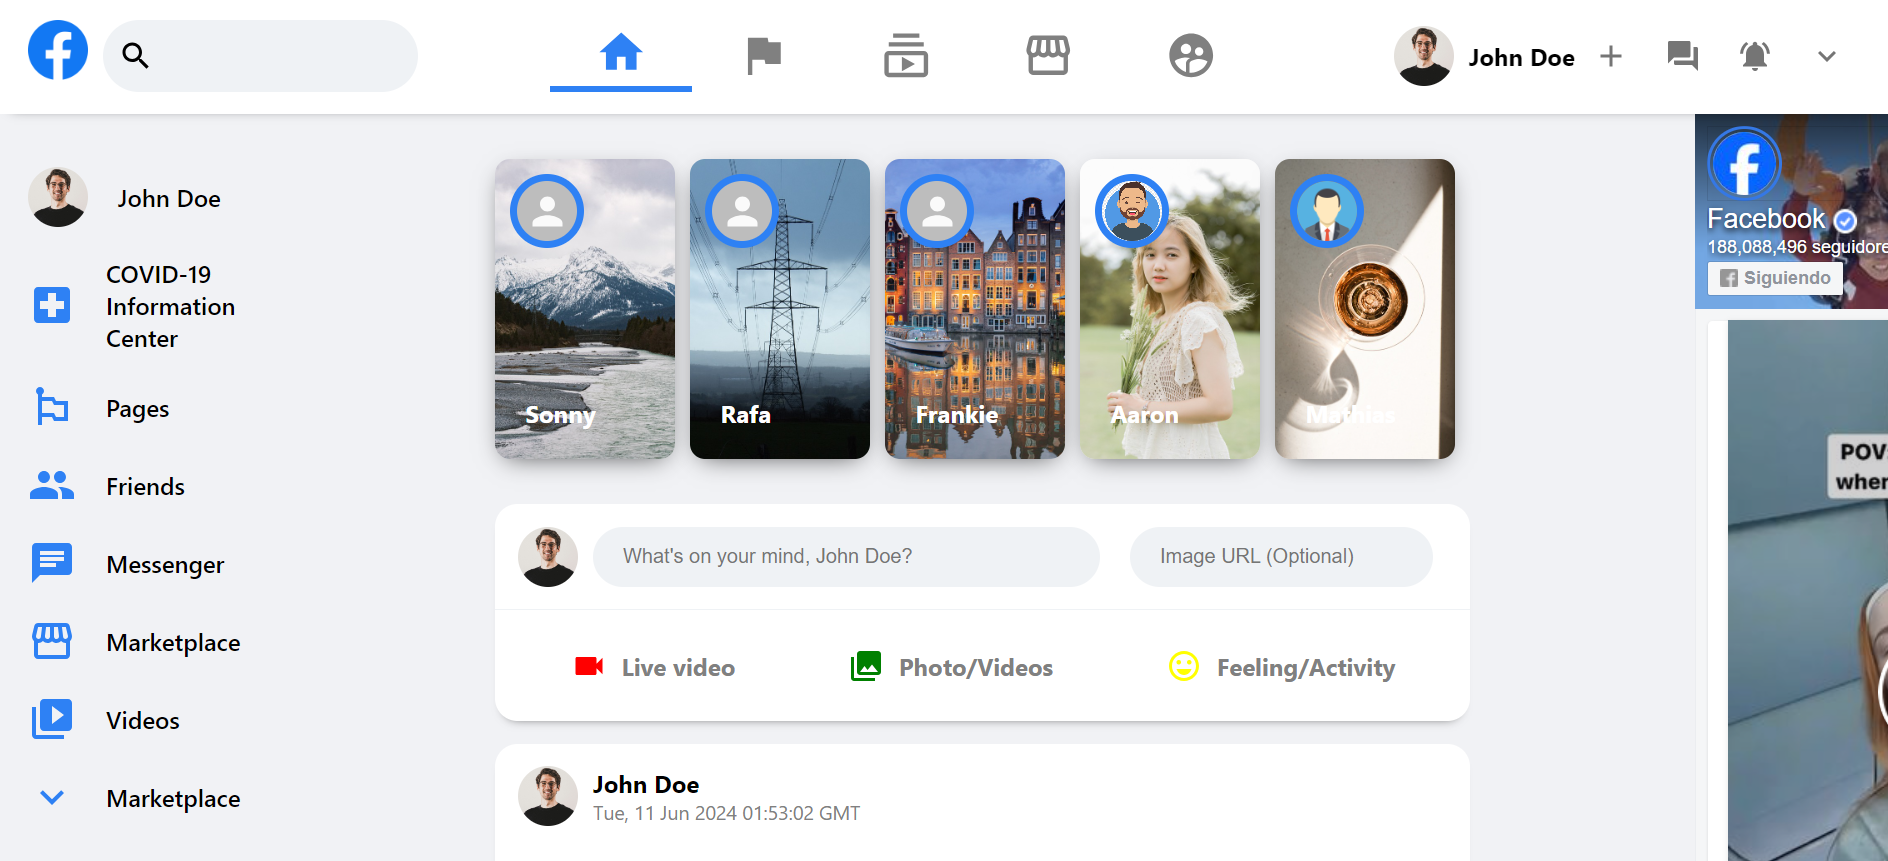 John Doe
John Doe
COVID-19
Information
Center
Pages
Friends
Messenger
Marketplace
Videos
Marketplace
Sonny
Rafa
Frankie
Aaron
Mathias
What's on your mind, John Doe?
Image URL (Optional)
Live video
Photo/Videos
Feeling/Activity
John Doe
Tue, 11 Jun 2024 01:53:02 GMT
Facebook
188,088,496 seguidore
Siguiendo
POV
wher